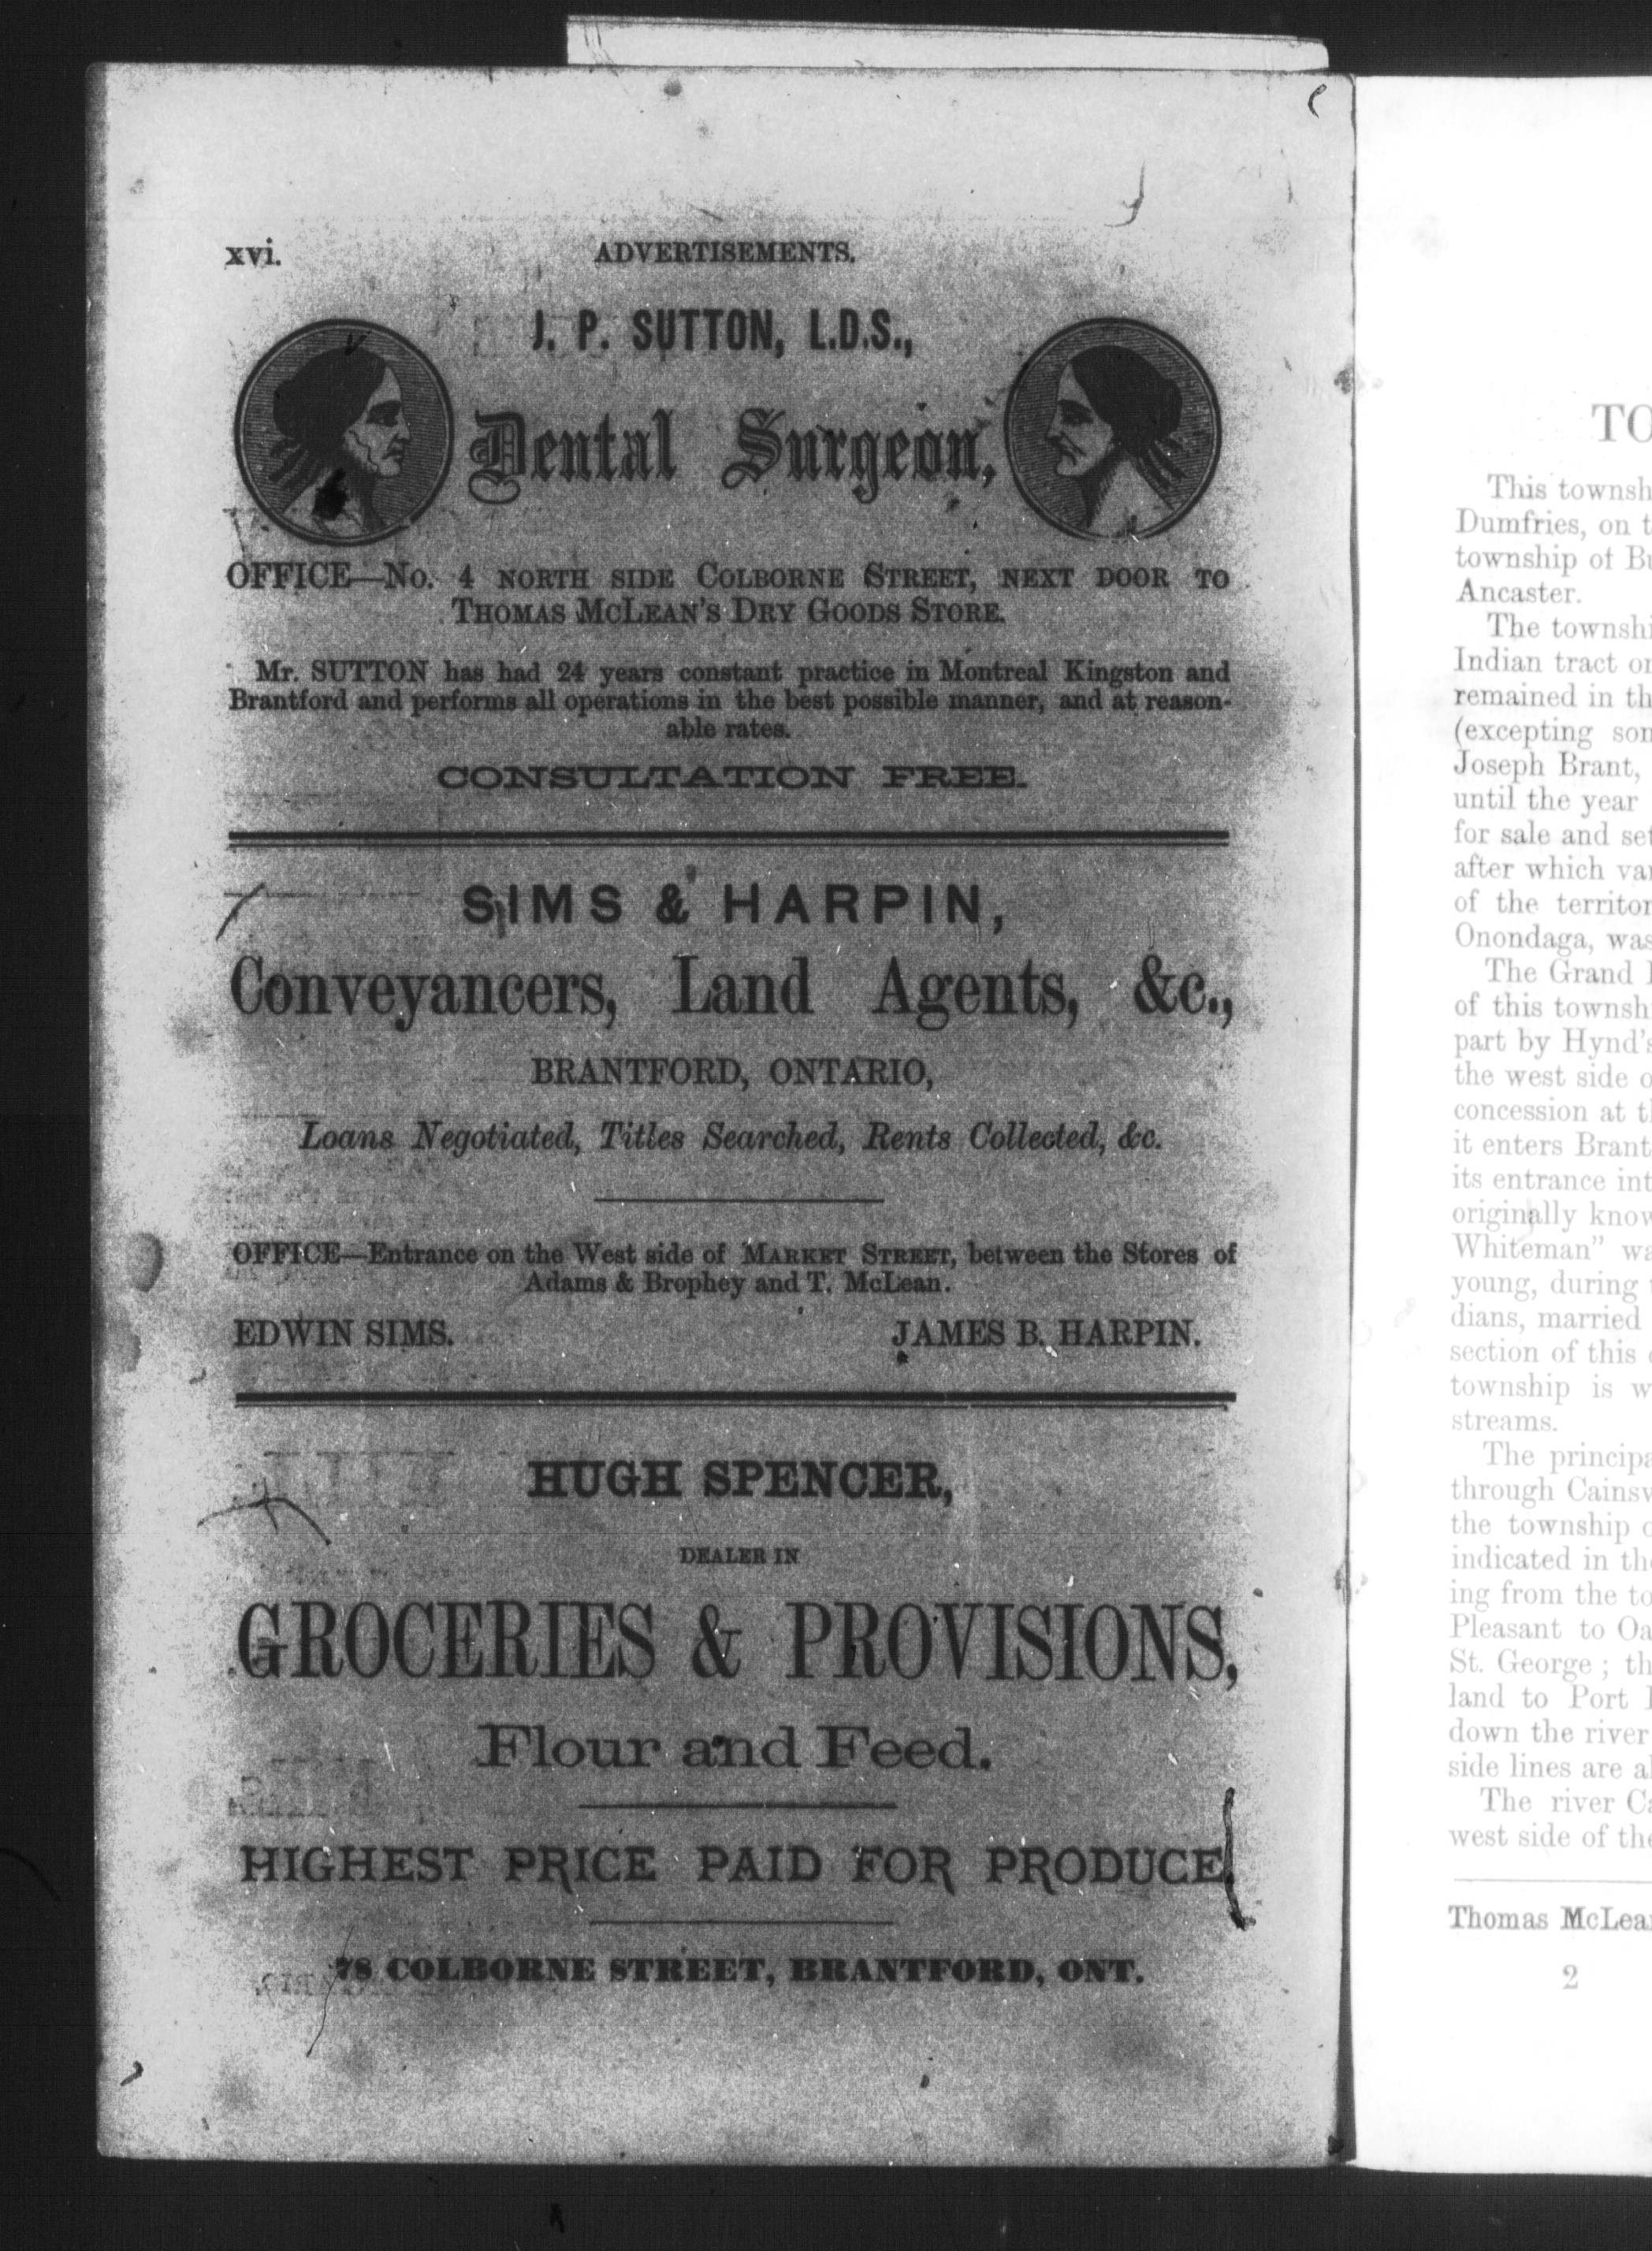 xvi.
ADVERTISEMENTS.
J. P. SUTTON, L.D.S.,
Dental Surgeon,
OFFICE—No. 4 NORTH SIDE COLBORNE STREET, NEXT DOOR TO
THOMAS MCLEAN'S DRY GOODS STORE.
Mr. SUTTON has had 24 years constant practice in Montreal Kingston and
Brantford and performs all operations in the best possible manner, and at reason-
able rates.
CONSULTATION FREE.
SIMS & HARPIN,
Conveyancers, Land Agents, &c.,
BRANTFORD, ONTARIO,
Loans Negotiated, Titles Searched, Rents Collected, &c.
OFFICE—Entrance on the West side of MARKET STREET, between the Stores of
Adams & Brophey and T. McLean.
EDWIN SIMS.
JAMES B. HARPIN.
HUGH SPENCER,
DEALER IN
GROCERIES & PROVISIONS,
Flour and Feed.
HIGHEST PRICE PAID FOR PRODUCE.
78 COLBORNE STREET, BRANTFORD, ONT.
TO
This townsh
Dumfries, on t
township of Bu
Ancaster.
The townshi
Indian tract or
remained in th
(excepting som
Joseph Brant,
until the year
for sale and set
after which var
of the territor
Onondaga, was
The Grand
of this townsh
part by Hynd's
the west side o
concession at th
it enters Brant
its entrance int
originally know
Whiteman" wa
young, during
dians, married
section of this
township is w
streams.
The principa
through Cainsv
the township o
indicated in the
ing from the to
Pleasant to Oa
St. George ; th
land to Port
down the river
side lines are al
The river Ca
west side of the
Thomas McLean
2